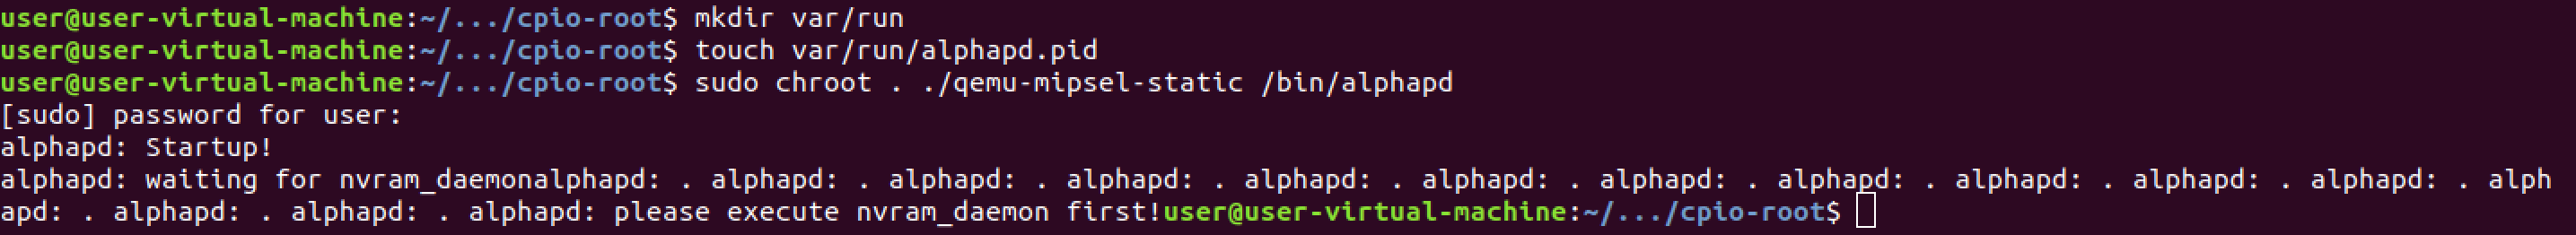 user@user-virtual-machine:~/.../cpio-root$ mkdir var/run
user@user-virtual-machine:~/.../cpio-root$ touch var/run/alphapd.pid
user@user-virtual-machine:~/.../cpio-root$ sudo chroot . ./qemu-mipsel-static /bin/alphapd
[sudo] password for user:
alphapd: Startup!
alphapd: waiting for nvram_daemonalphapd: . alphapd: . alphapd: . alphapd: . alphapd: . alphapd: . alphapd: . alphapd: . alphapd: . alphapd: . alphapd: . alph
apd: . alphapd: . alphapd: . alphapd: please execute nvram_daemon first!user@user-virtual-machine:~/.../cpio-root$